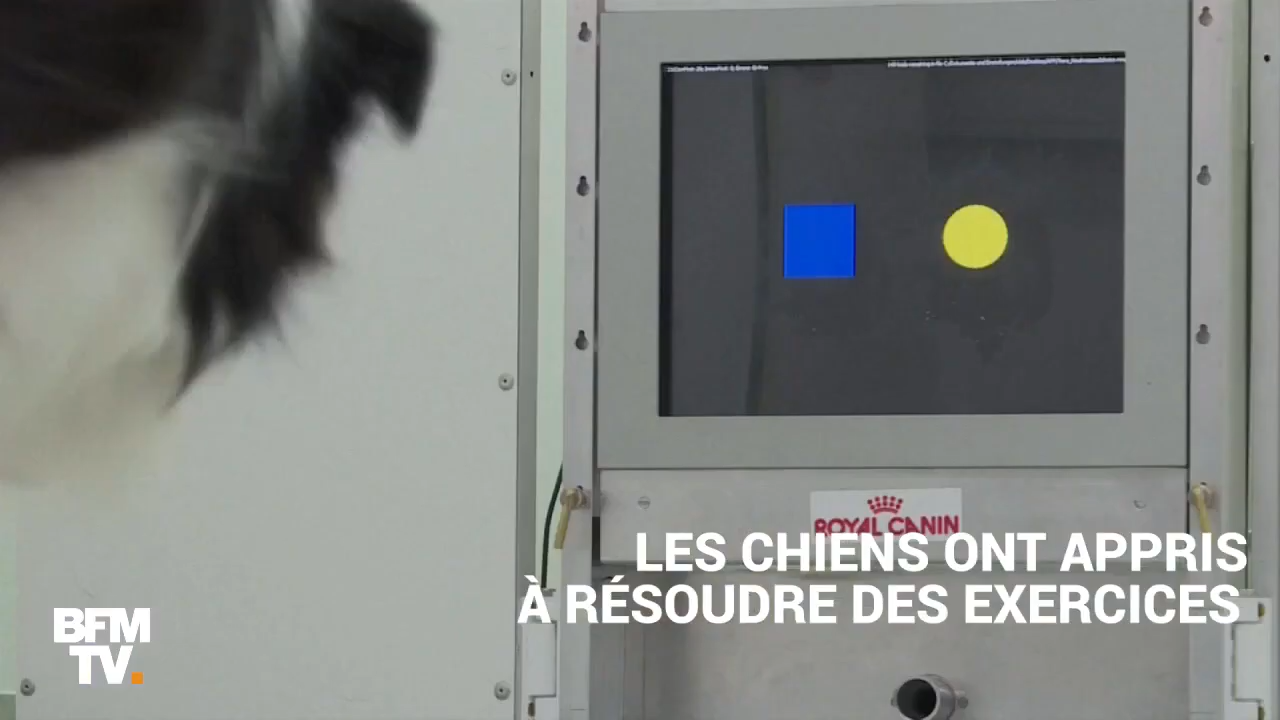 ROYAL CANIN
LES CHIENS ONT APPRIS
À RÉSOUDRE DES EXERCICES
BFM
TV.